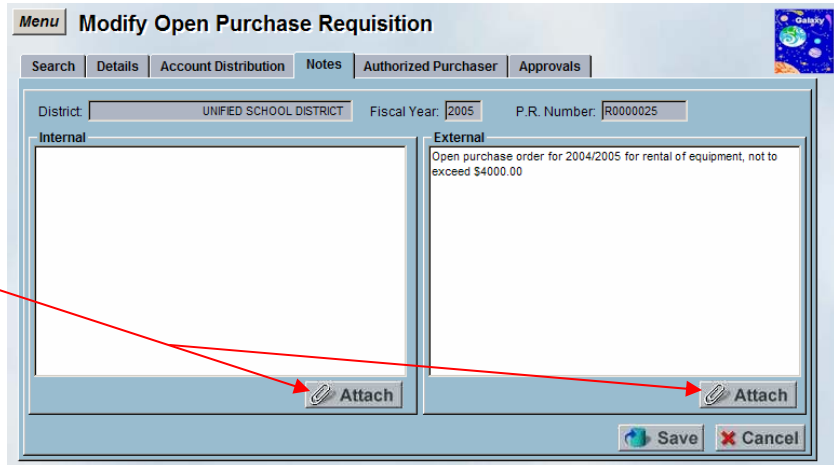 Menu Modify Open Purchase Requisition
Galaxy
Search Details Account Distribution Notes Authorized Purchaser Approvals
District: UNIFIED SCHOOL DISTRICT Fiscal Year: 2005 P.R. Number: R0000025
Internal External
Open purchase order for 2004/2005 for rental of equipment, not to
exceed $4000.00
Attach Attach
Save Cancel